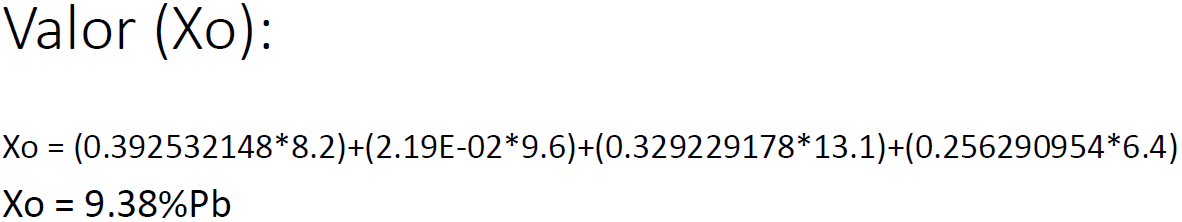 Valor (Xo):
Xo = (0.392532148*8.2)+(2.19E-02*9.6)+(0.329229178*13.1)+(0.256290954*6.4)
Xo = 9.38%Pb